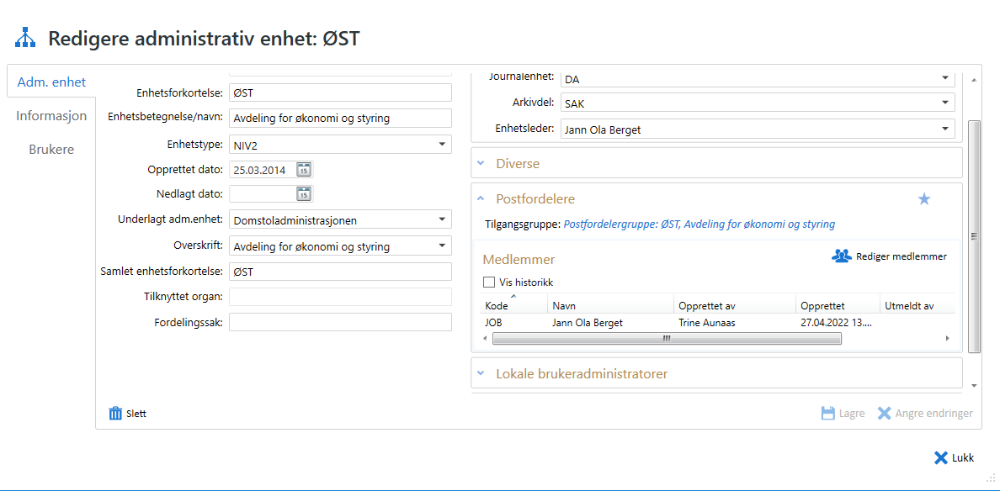 Redigere administrativ enhet: ØST
Adm. enhet
Informasjon
Brukere
Enhetsforkortelse: ØST
Enhetsbetegnelse/navn: Avdeling for økonomi og styring
Enhetstype: NIV2
Opprettet dato: 25.03.2014 15
Nedlagt dato: 15
Underlagt adm.enhet: Domstoladministrasjonen
Overskrift: Avdeling for økonomi og styring
Samlet enhetsforkortelse: ØST
Tilknyttet organ:
Fordelingssak:
Journalenhet: DA
Arkivdel: SAK
Enhetsleder: Jann Ola Berget
Diverse
Postfordelere
Tilgangsgruppe: Postfordelergruppe: ØST, Avdeling for økonomi og styring
Medlemmer Rediger medlemmer
Vis historikk
Kode Navn Opprettet av Opprettet Utmeldt av
JOB Jann Ola Berget Trine Aunaas 27.04.2022 13....
Lokale brukeradministratorer
Slett Lagre Angre endringer
Lukk